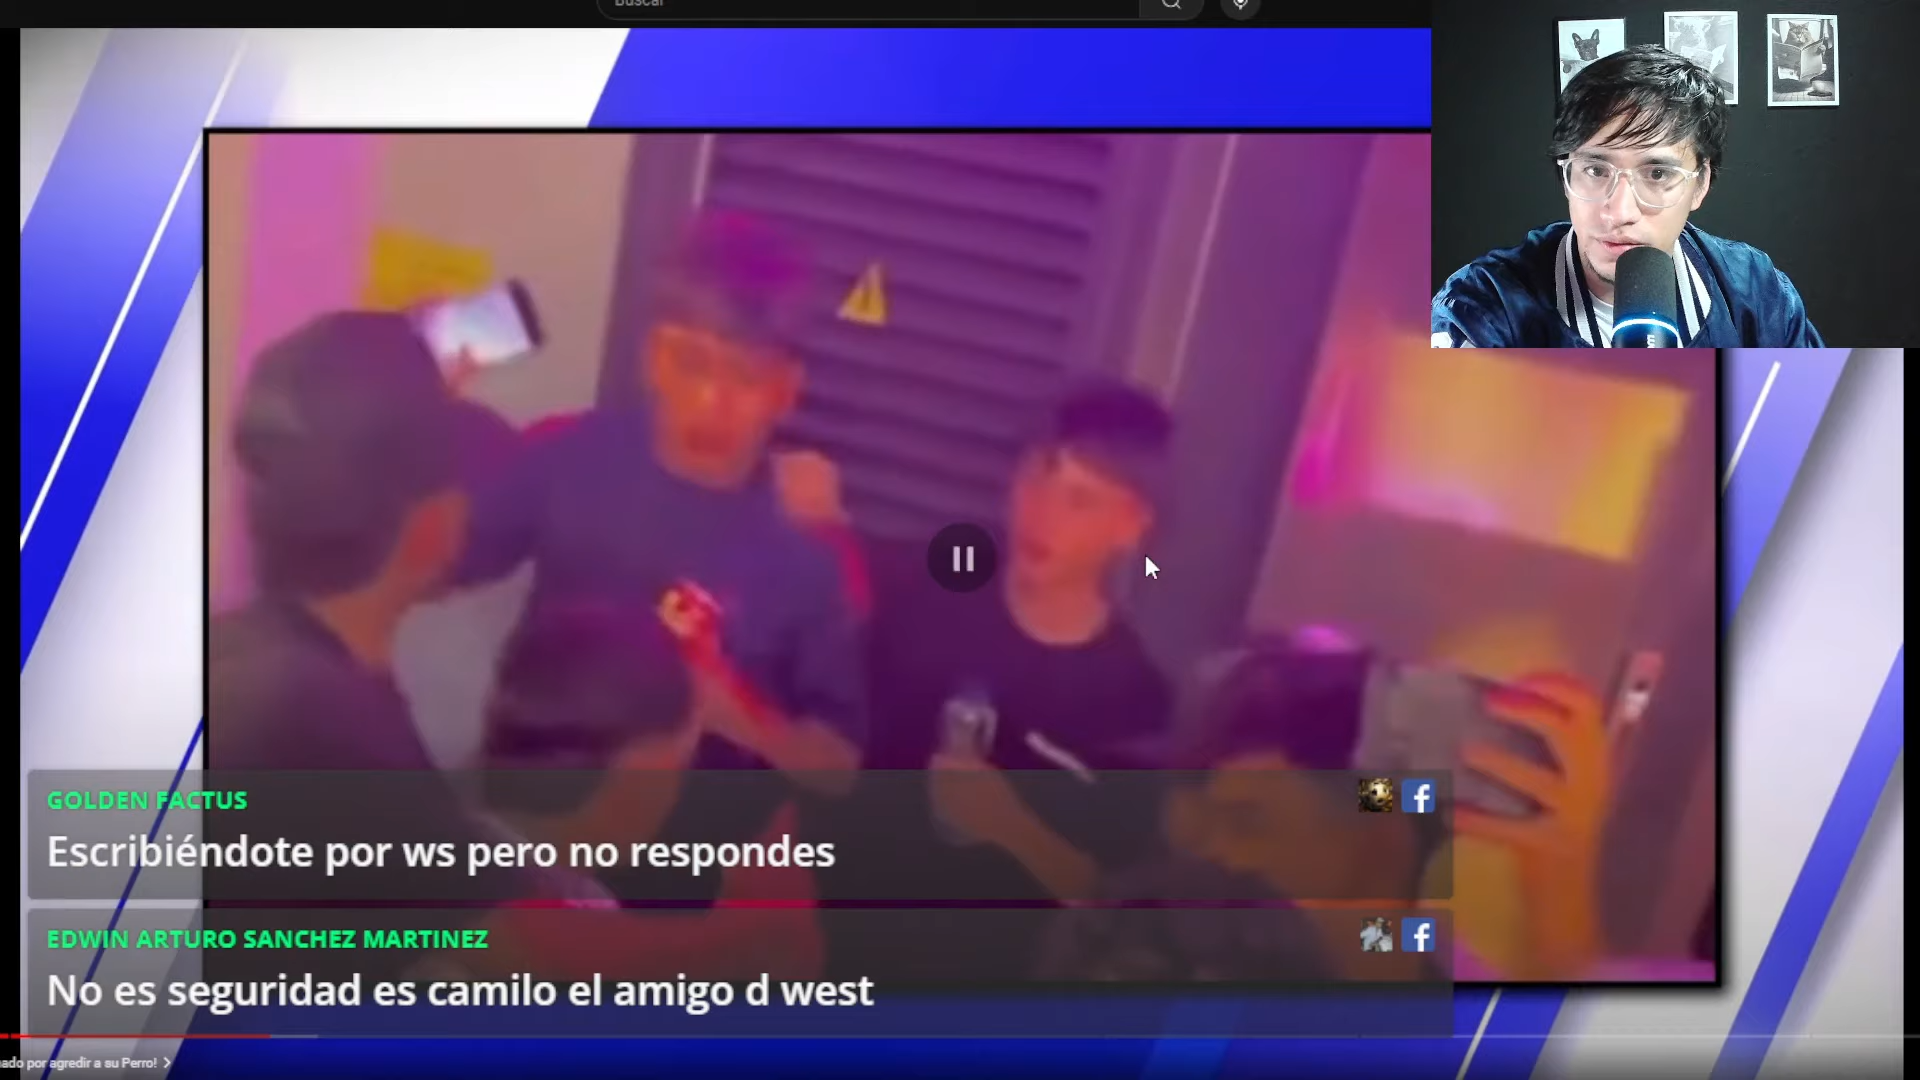 Buscar
GOLDEN FACTUS
Escribiéndote por ws pero no respondes
EDWIN ARTURO SANCHEZ MARTINEZ
No es seguridad es camilo el amigo d west
ado por agredir a su Perro!